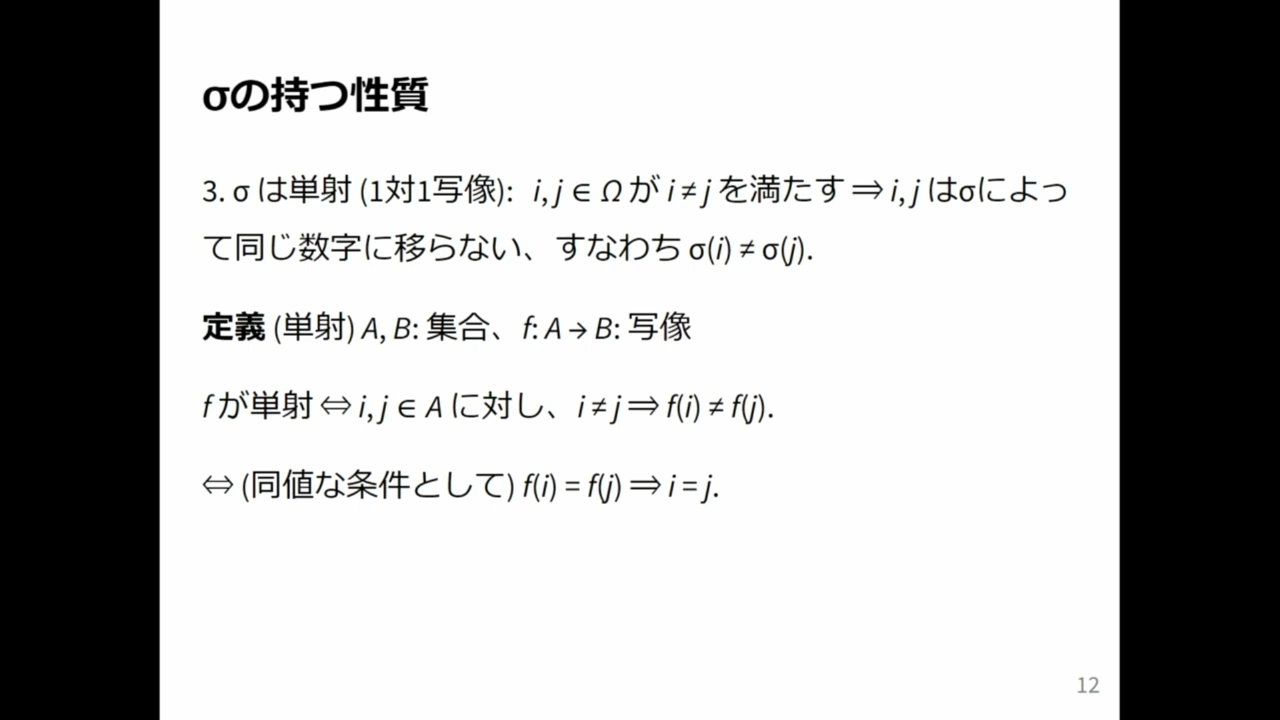 σの持つ性質
3. σ は単射 (1対1写像): i, j ∈ Ω が i ≠ j を満たす ⇒ i, j はσによっ
て同じ数字に移らない、すなわち σ(i) ≠ σ(j).
定義 (単射) A, B: 集合、f: A → B: 写像
f が単射 ⇔ i, j ∈ A に対し、i ≠ j ⇒ f(i) ≠ f(j).
⇔ (同値な条件として) f(i) = f(j) ⇒ i = j.
12